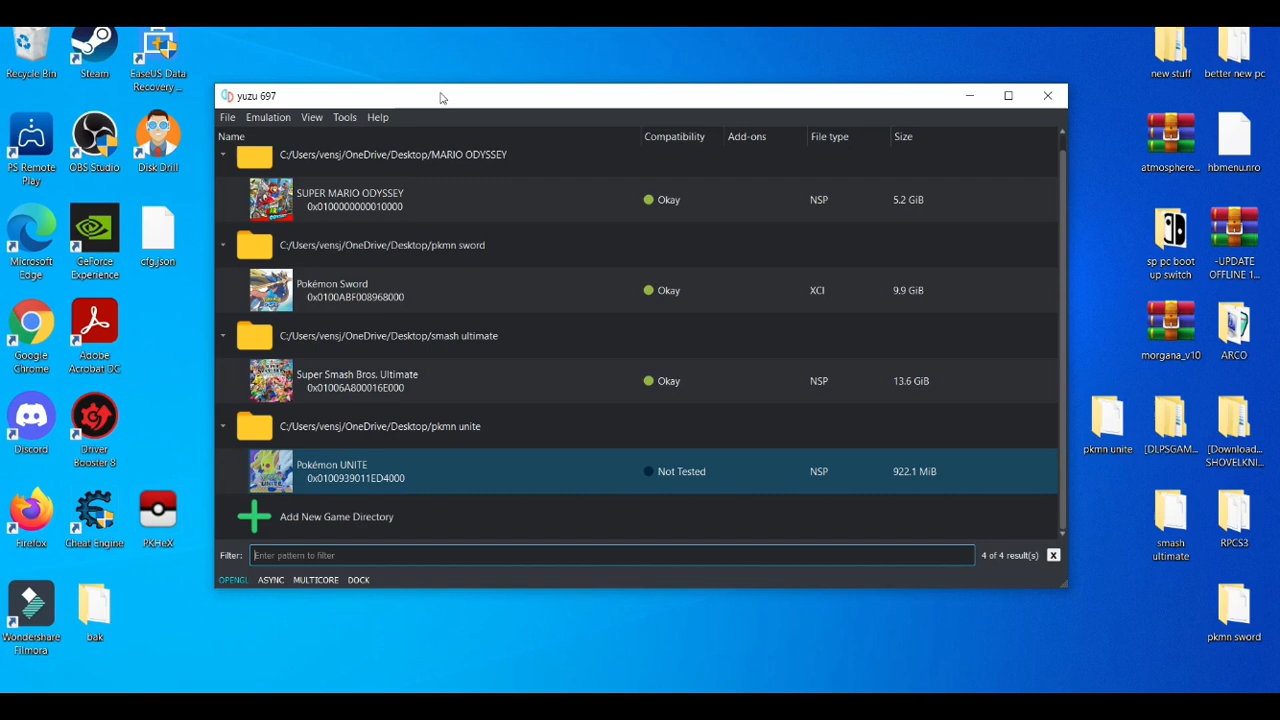 Recycle Bin
Steam
EaseUS Data
Recovery ...
PS Remote
Play
OBS Studio
Disk Drill
Microsoft
Edge
GeForce
Experience
cfg.json
Google
Chrome
Adobe
Acrobat DC
Discord
Driver
Booster 8
Firefox
Cheat Engine
PKHeX
Wondershare
Filmora
bak
yuzu 697
File Emulation View Tools Help
Name Compatibility Add-ons File type Size
C:/Users/vensj/OneDrive/Desktop/MARIO ODYSSEY
SUPER MARIO ODYSSEY
0x0100000000010000
Okay NSP 5.2 GiB
C:/Users/vensj/OneDrive/Desktop/pkmn sword
Pokémon Sword
0x0100ABF008968000
Okay XCI 9.9 GiB
C:/Users/vensj/OneDrive/Desktop/smash ultimate
Super Smash Bros. Ultimate
0x01006A800016E000
Okay NSP 13.6 GiB
C:/Users/vensj/OneDrive/Desktop/pkmn unite
Pokémon UNITE
0x0100939011ED4000
Not Tested NSP 922.1 MiB
Add New Game Directory
Filter: Enter pattern to filter 4 of 4 result(s) X
OPENGL ASYNC MULTICORE DOCK
new stuff
better new pc
atmosphere...
hbmenu.nro
sp pc boot
up switch
-UPDATE
OFFLINE 1...
morgana_v10
ARCO
pkmn unite
[DLPSGAM...
[Download...
SHOVELKNI...
smash
ultimate
RPCS3
pkmn sword